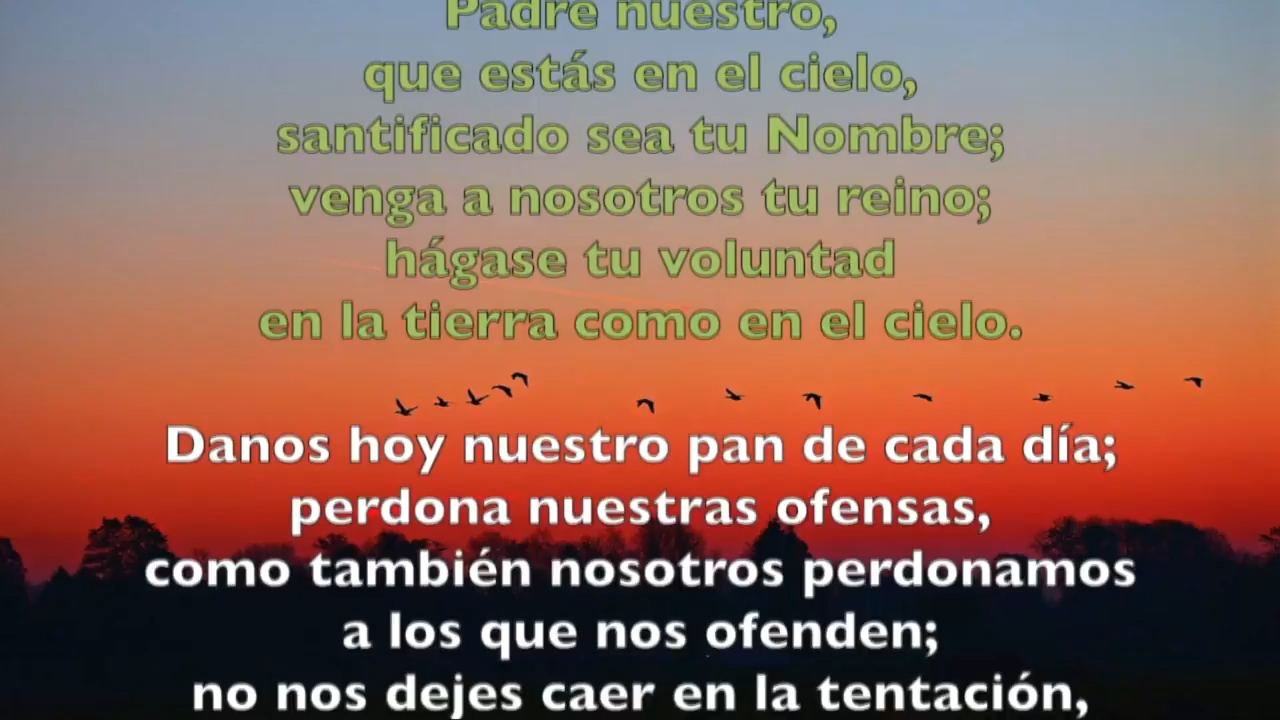 Padre nuestro,
que estás en el cielo,
santificado sea tu Nombre;
venga a nosotros tu reino;
hágase tu voluntad
en la tierra como en el cielo.
Danos hoy nuestro pan de cada día;
perdona nuestras ofensas,
como también nosotros perdonamos
a los que nos ofenden;
no nos dejes caer en la tentación,